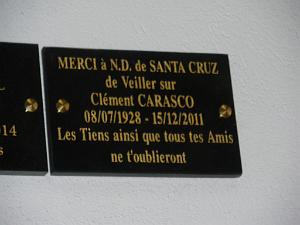 MERCI à N.D. de SANTA CRUZ
de Veiller sur
Clément CARASCO
08/07/1928 - 15/12/2011
Les Tiens ainsi que tous tes Amis
ne t'oublieront
014
s